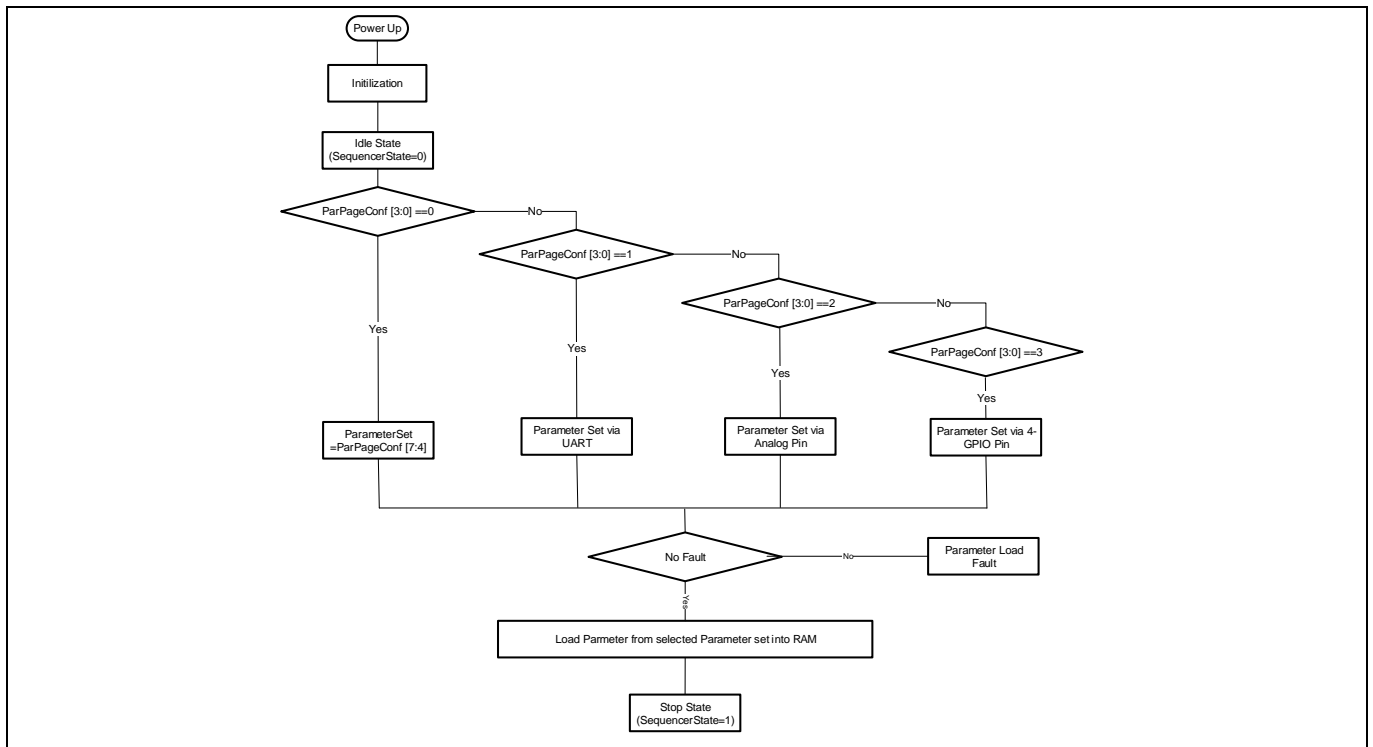 Power Up
Initilization
Idle State
(SequencerState=0)
ParPageConf [3:0] ==0
No
ParPageConf [3:0] ==1
No
ParPageConf [3:0] ==2
No
ParPageConf [3:0] ==3
Yes
Yes
Yes
Yes
ParameterSet
=ParPageConf [7:4]
Parameter Set via
UART
Parameter Set via
Analog Pin
Parameter Set via 4-
GPIO Pin
No Fault
No
Parameter Load
Fault
Yes
Load Parmeter from selected Parameter set into RAM
Stop State
(SequencerState=1)